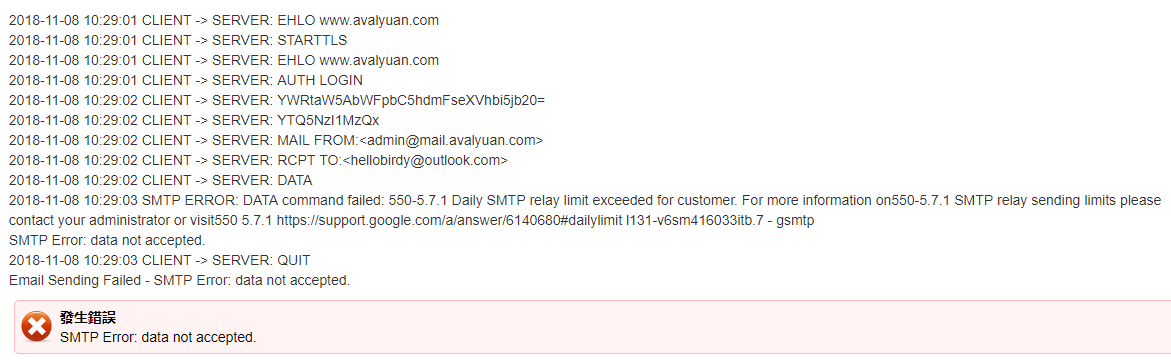 2018-11-08 10:29:01 CLIENT -> SERVER: EHLO www.avalyuan.com
2018-11-08 10:29:01 CLIENT -> SERVER: STARTTLS
2018-11-08 10:29:01 CLIENT -> SERVER: EHLO www.avalyuan.com
2018-11-08 10:29:01 CLIENT -> SERVER: AUTH LOGIN
2018-11-08 10:29:02 CLIENT -> SERVER: YWRtaW5AbWFpbC5hdmFseXVhbi5jb20=
2018-11-08 10:29:02 CLIENT -> SERVER: YTQ5NzI1MzQx
2018-11-08 10:29:02 CLIENT -> SERVER: MAIL FROM:<admin@mail.avalyuan.com>
2018-11-08 10:29:02 CLIENT -> SERVER: RCPT TO:<hellobirdy@outlook.com>
2018-11-08 10:29:02 CLIENT -> SERVER: DATA
2018-11-08 10:29:03 SMTP ERROR: DATA command failed: 550-5.7.1 Daily SMTP relay limit exceeded for customer. For more information on550-5.7.1 SMTP relay sending limits please
contact your administrator or visit550 5.7.1 https://support.google.com/a/answer/6140680#dailylimit l131-v6sm416033itb.7 - gsmtp
SMTP Error: data not accepted.
2018-11-08 10:29:03 CLIENT -> SERVER: QUIT
Email Sending Failed - SMTP Error: data not accepted.
發生錯誤
SMTP Error: data not accepted.